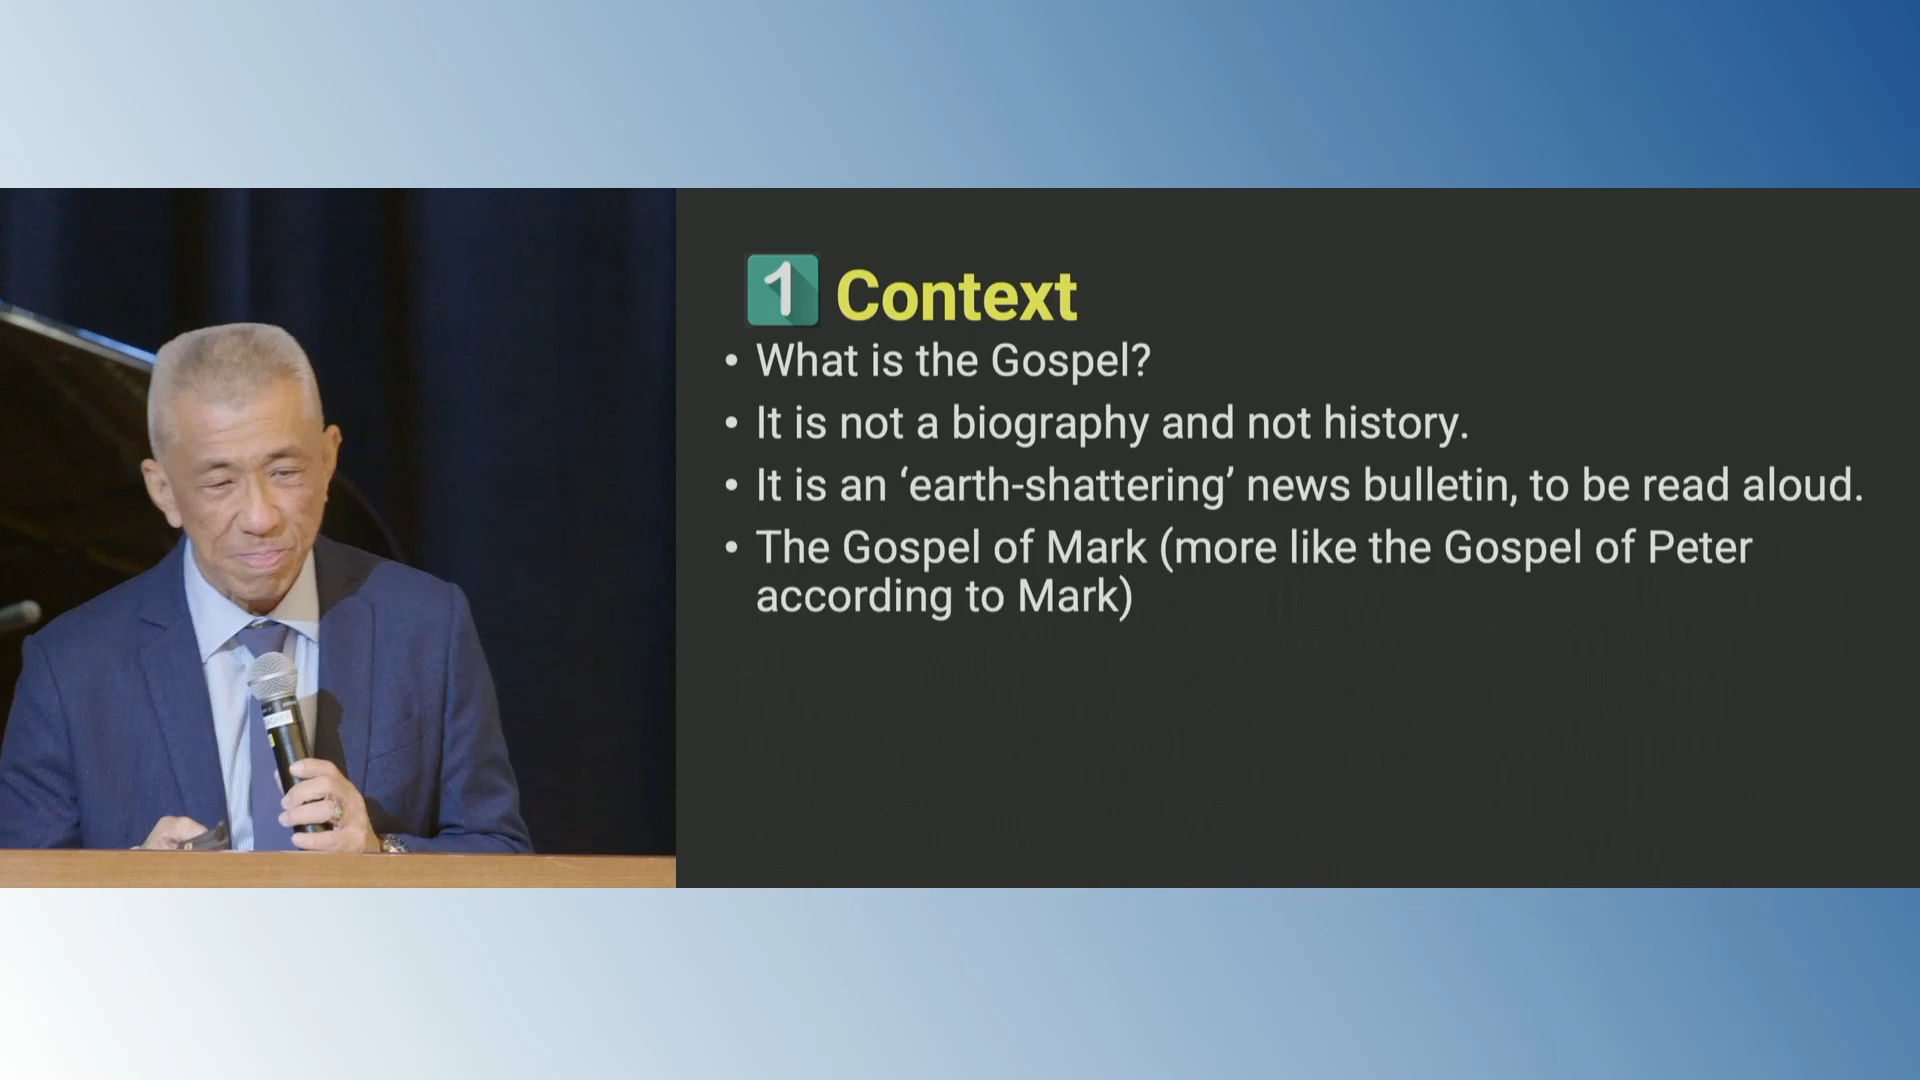 1 Context
• What is the Gospel?
• It is not a biography and not history.
• It is an ‘earth-shattering’ news bulletin, to be read aloud.
• The Gospel of Mark (more like the Gospel of Peter
according to Mark)